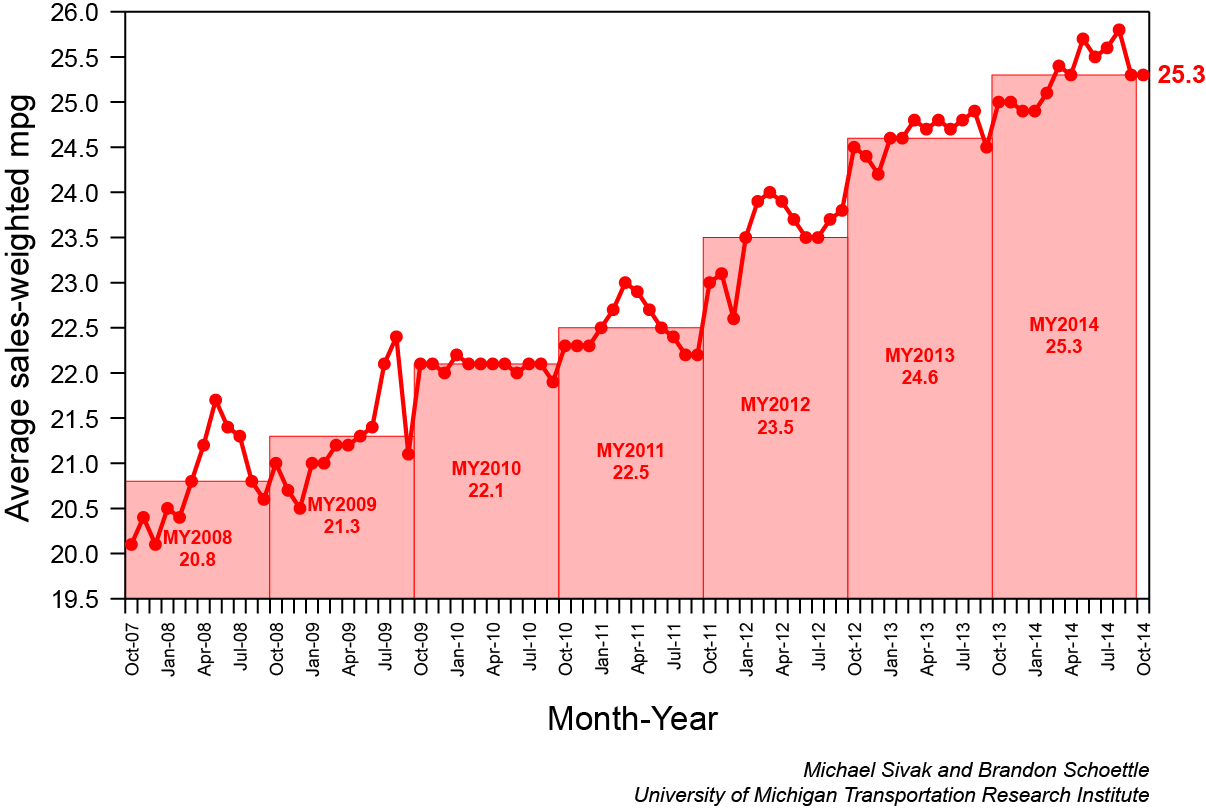 Average sales-weighted mpg
26.0
25.5
25.0
24.5
24.0
23.5
23.0
22.5
22.0
21.5
21.0
20.5
20.0
19.5
25.3
MY2008
20.8
MY2009
21.3
MY2010
22.1
MY2011
22.5
MY2012
23.5
MY2013
24.6
MY2014
25.3
Oct-07
Jan-08
Apr-08
Jul-08
Oct-08
Jan-09
Apr-09
Jul-09
Oct-09
Jan-10
Apr-10
Jul-10
Oct-10
Jan-11
Apr-11
Jul-11
Oct-11
Jan-12
Apr-12
Jul-12
Oct-12
Jan-13
Apr-13
Jul-13
Oct-13
Jan-14
Apr-14
Jul-14
Oct-14
Month-Year
Michael Sivak and Brandon Schoettle
University of Michigan Transportation Research Institute